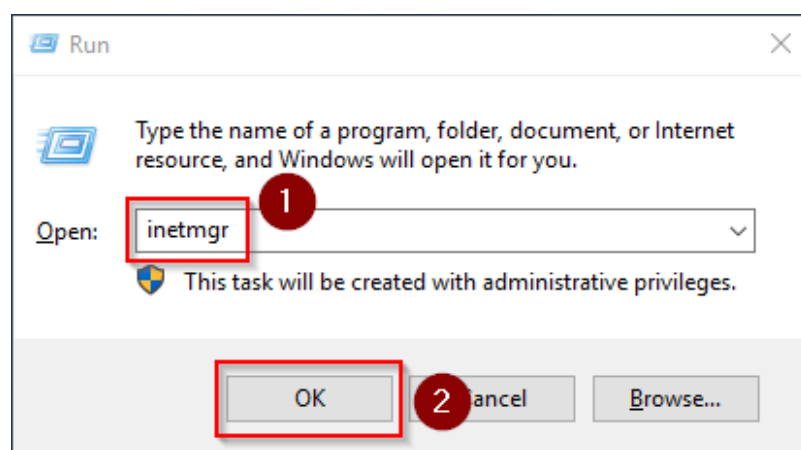 Run
Type the name of a program, folder, document, or Internet
resource, and Windows will open it for you.
1
Open: inetmgr
This task will be created with administrative privileges.
OK 2 ancel Browse...